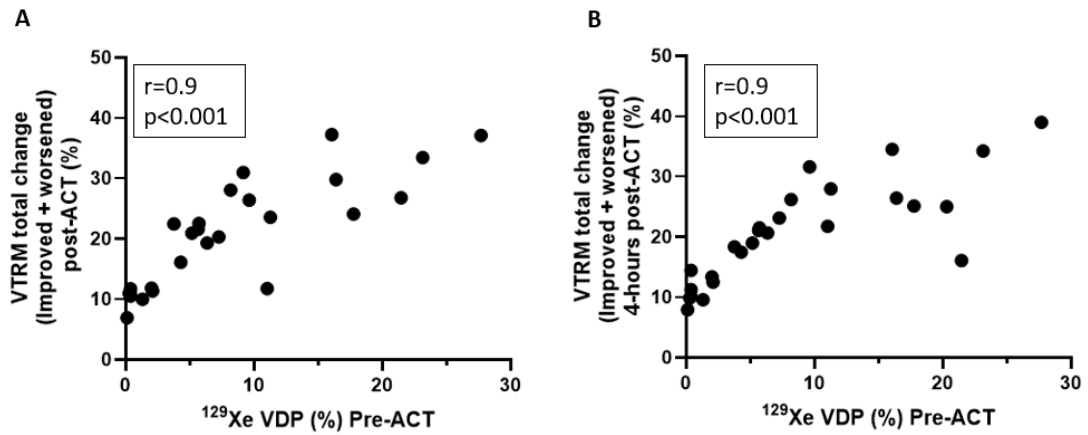 A
50
40
30
20
10
0
VTRM total change
(Improved + worsened)
post-ACT (%)
r=0.9
p<0.001
0 10 20 30
¹²⁹Xe VDP (%) Pre-ACT
B
50
40
30
20
10
0
VTRM total change
(Improved + worsened)
4-hours post-ACT (%)
r=0.9
p<0.001
0 10 20 30
¹²⁹Xe VDP (%) Pre-ACT